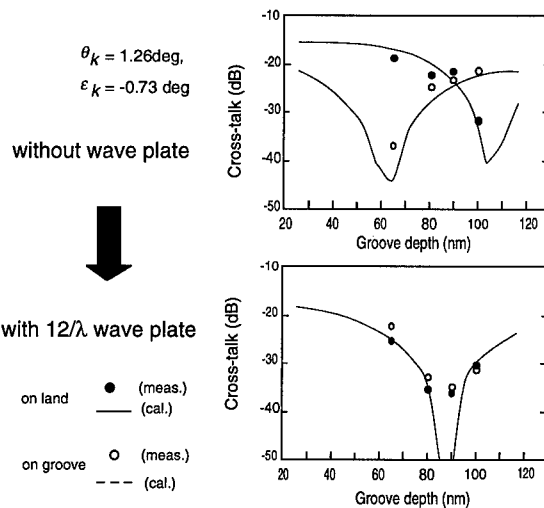 θk = 1.26deg,
εk = -0.73 deg
without wave plate
with 12/λ wave plate
on land
(meas.)
(cal.)
on groove
(meas.)
(cal.)
Cross-talk (dB)
-10
-20
-30
-40
-50
20 40 60 80 100 120
Groove depth (nm)
Cross-talk (dB)
-10
-20
-30
-40
-50
20 40 60 80 100 120
Groove depth (nm)